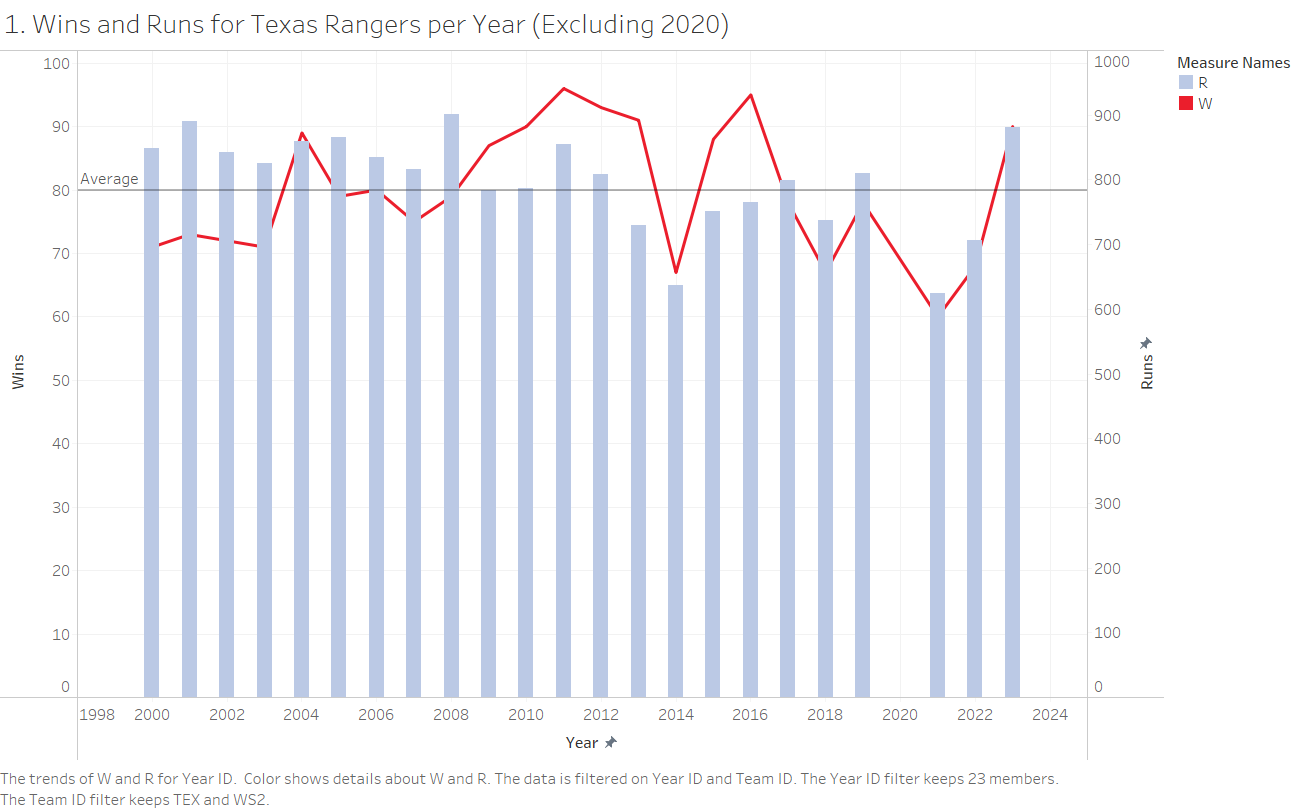 1. Wins and Runs for Texas Rangers per Year (Excluding 2020)
Measure Names
R
W
100
90
80
70
60
50
40
30
20
10
0
Wins
Average
1000
900
800
700
600
500
400
300
200
100
0
Runs
1998 2000 2002 2004 2006 2008 2010 2012 2014 2016 2018 2020 2022 2024
Year
The trends of W and R for Year ID. Color shows details about W and R. The data is filtered on Year ID and Team ID. The Year ID filter keeps 23 members.
The Team ID filter keeps TEX and WS2.